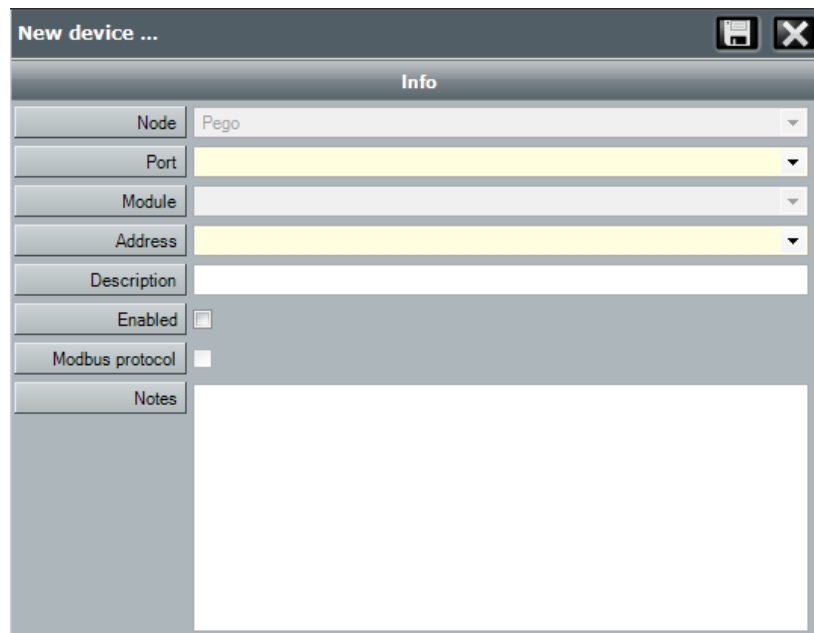 New device ...
Info
Node
Pego
Port
Module
Address
Description
Enabled
Modbus protocol
Notes